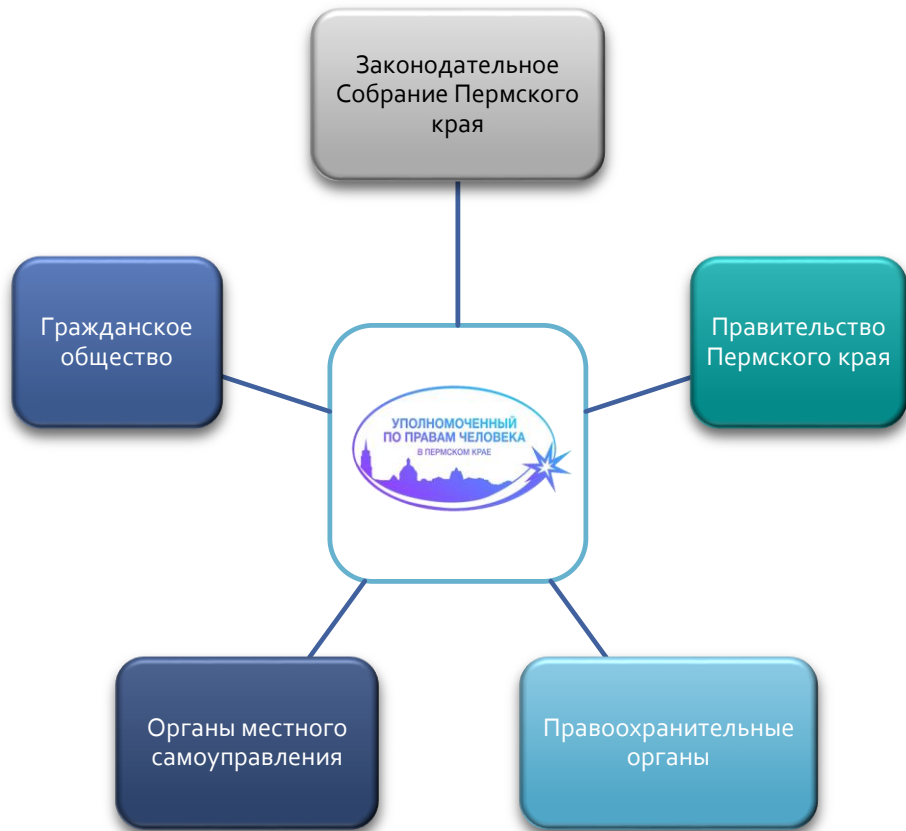 Законодательное
Собрание Пермского
края
Гражданское
общество
Правительство
Пермского края
УПОЛНОМОЧЕННЫЙ
ПО ПРАВАМ ЧЕЛОВЕКА
В ПЕРМСКОМ КРАЕ
Органы местного
самоуправления
Правоохранительные
органы